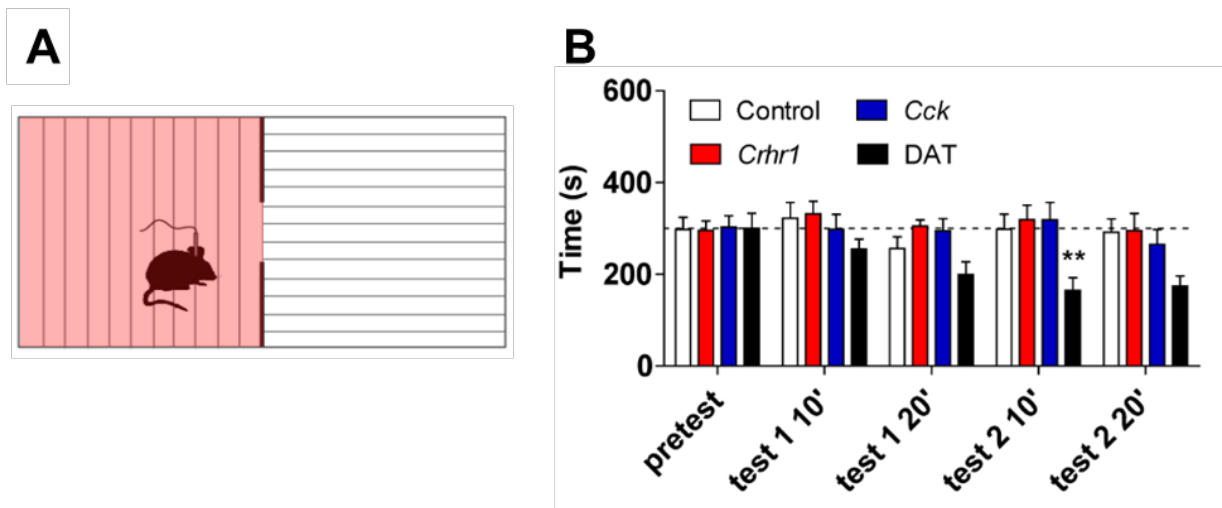 A
B
600
400
200
0
Time (s)
Control
Cck
Crhr1
DAT
**
pretest
test 1 10'
test 1 20'
test 2 10'
test 2 20'